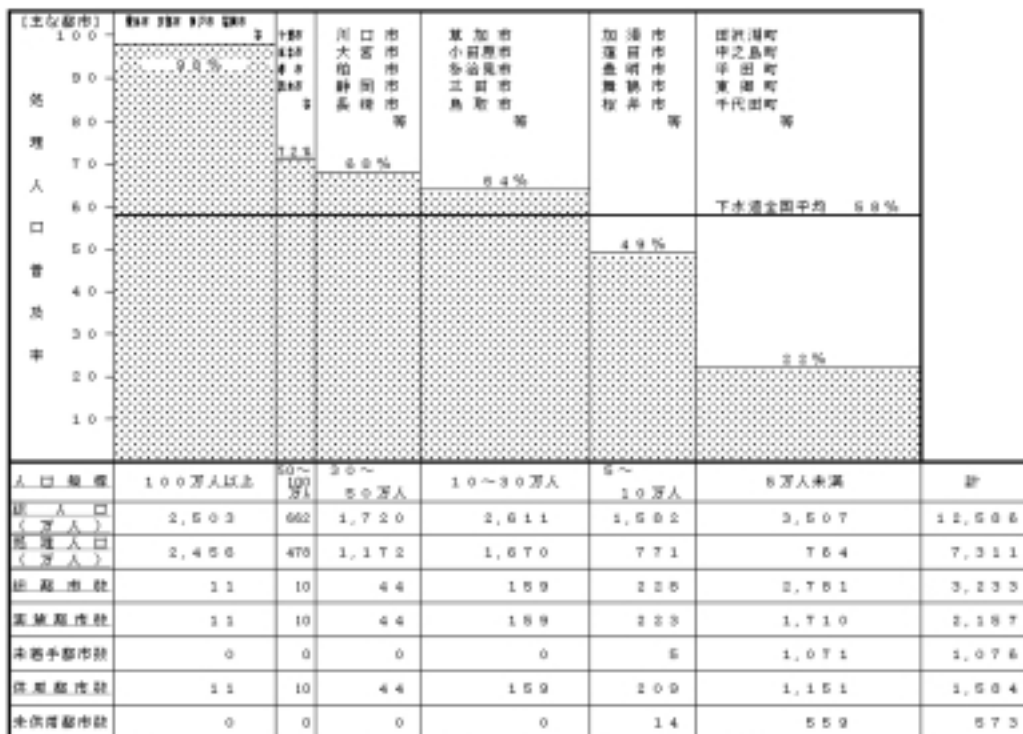 [主な都市]
等
川口市
大宮市
柏市
静岡市
長崎市
等
草加市
小田原市
多治見市
三田市
鳥取市
等
加須市
蓮田市
豊明市
舞鶴市
桜井市
等
田沢湖町
中之島町
平田町
東郷町
千代田町
等
処理人口普及率
100
90
80
70
60
50
40
30
20
10
98%
72%
68%
64%
下水道全国平均 58%
49%
22%
人口規模 100万人以上 50~100万人 30~50万人 10~30万人 5~10万人 5万人未満 計
総人口(万人) 2,503 662 1,720 2,611 1,582 3,507 12,586
処理人口(万人) 2,456 478 1,172 1,670 771 764 7,311
総都市数 11 10 44 159 228 2,781 3,233
実施都市数 11 10 44 159 223 1,710 2,157
未着手都市数 0 0 0 0 5 1,071 1,076
供用都市数 11 10 44 159 209 1,151 1,584
未供用都市数 0 0 0 0 14 559 573